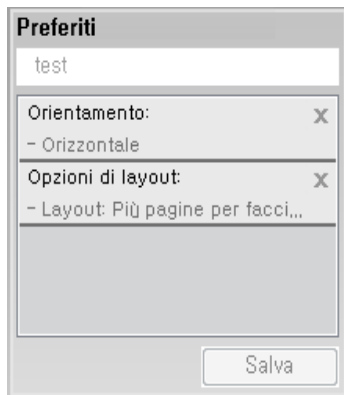 Preferiti
test
Orientamento: X
- Orizzontale
Opzioni di layout: X
- Layout: Più pagine per facci,,,
Salva